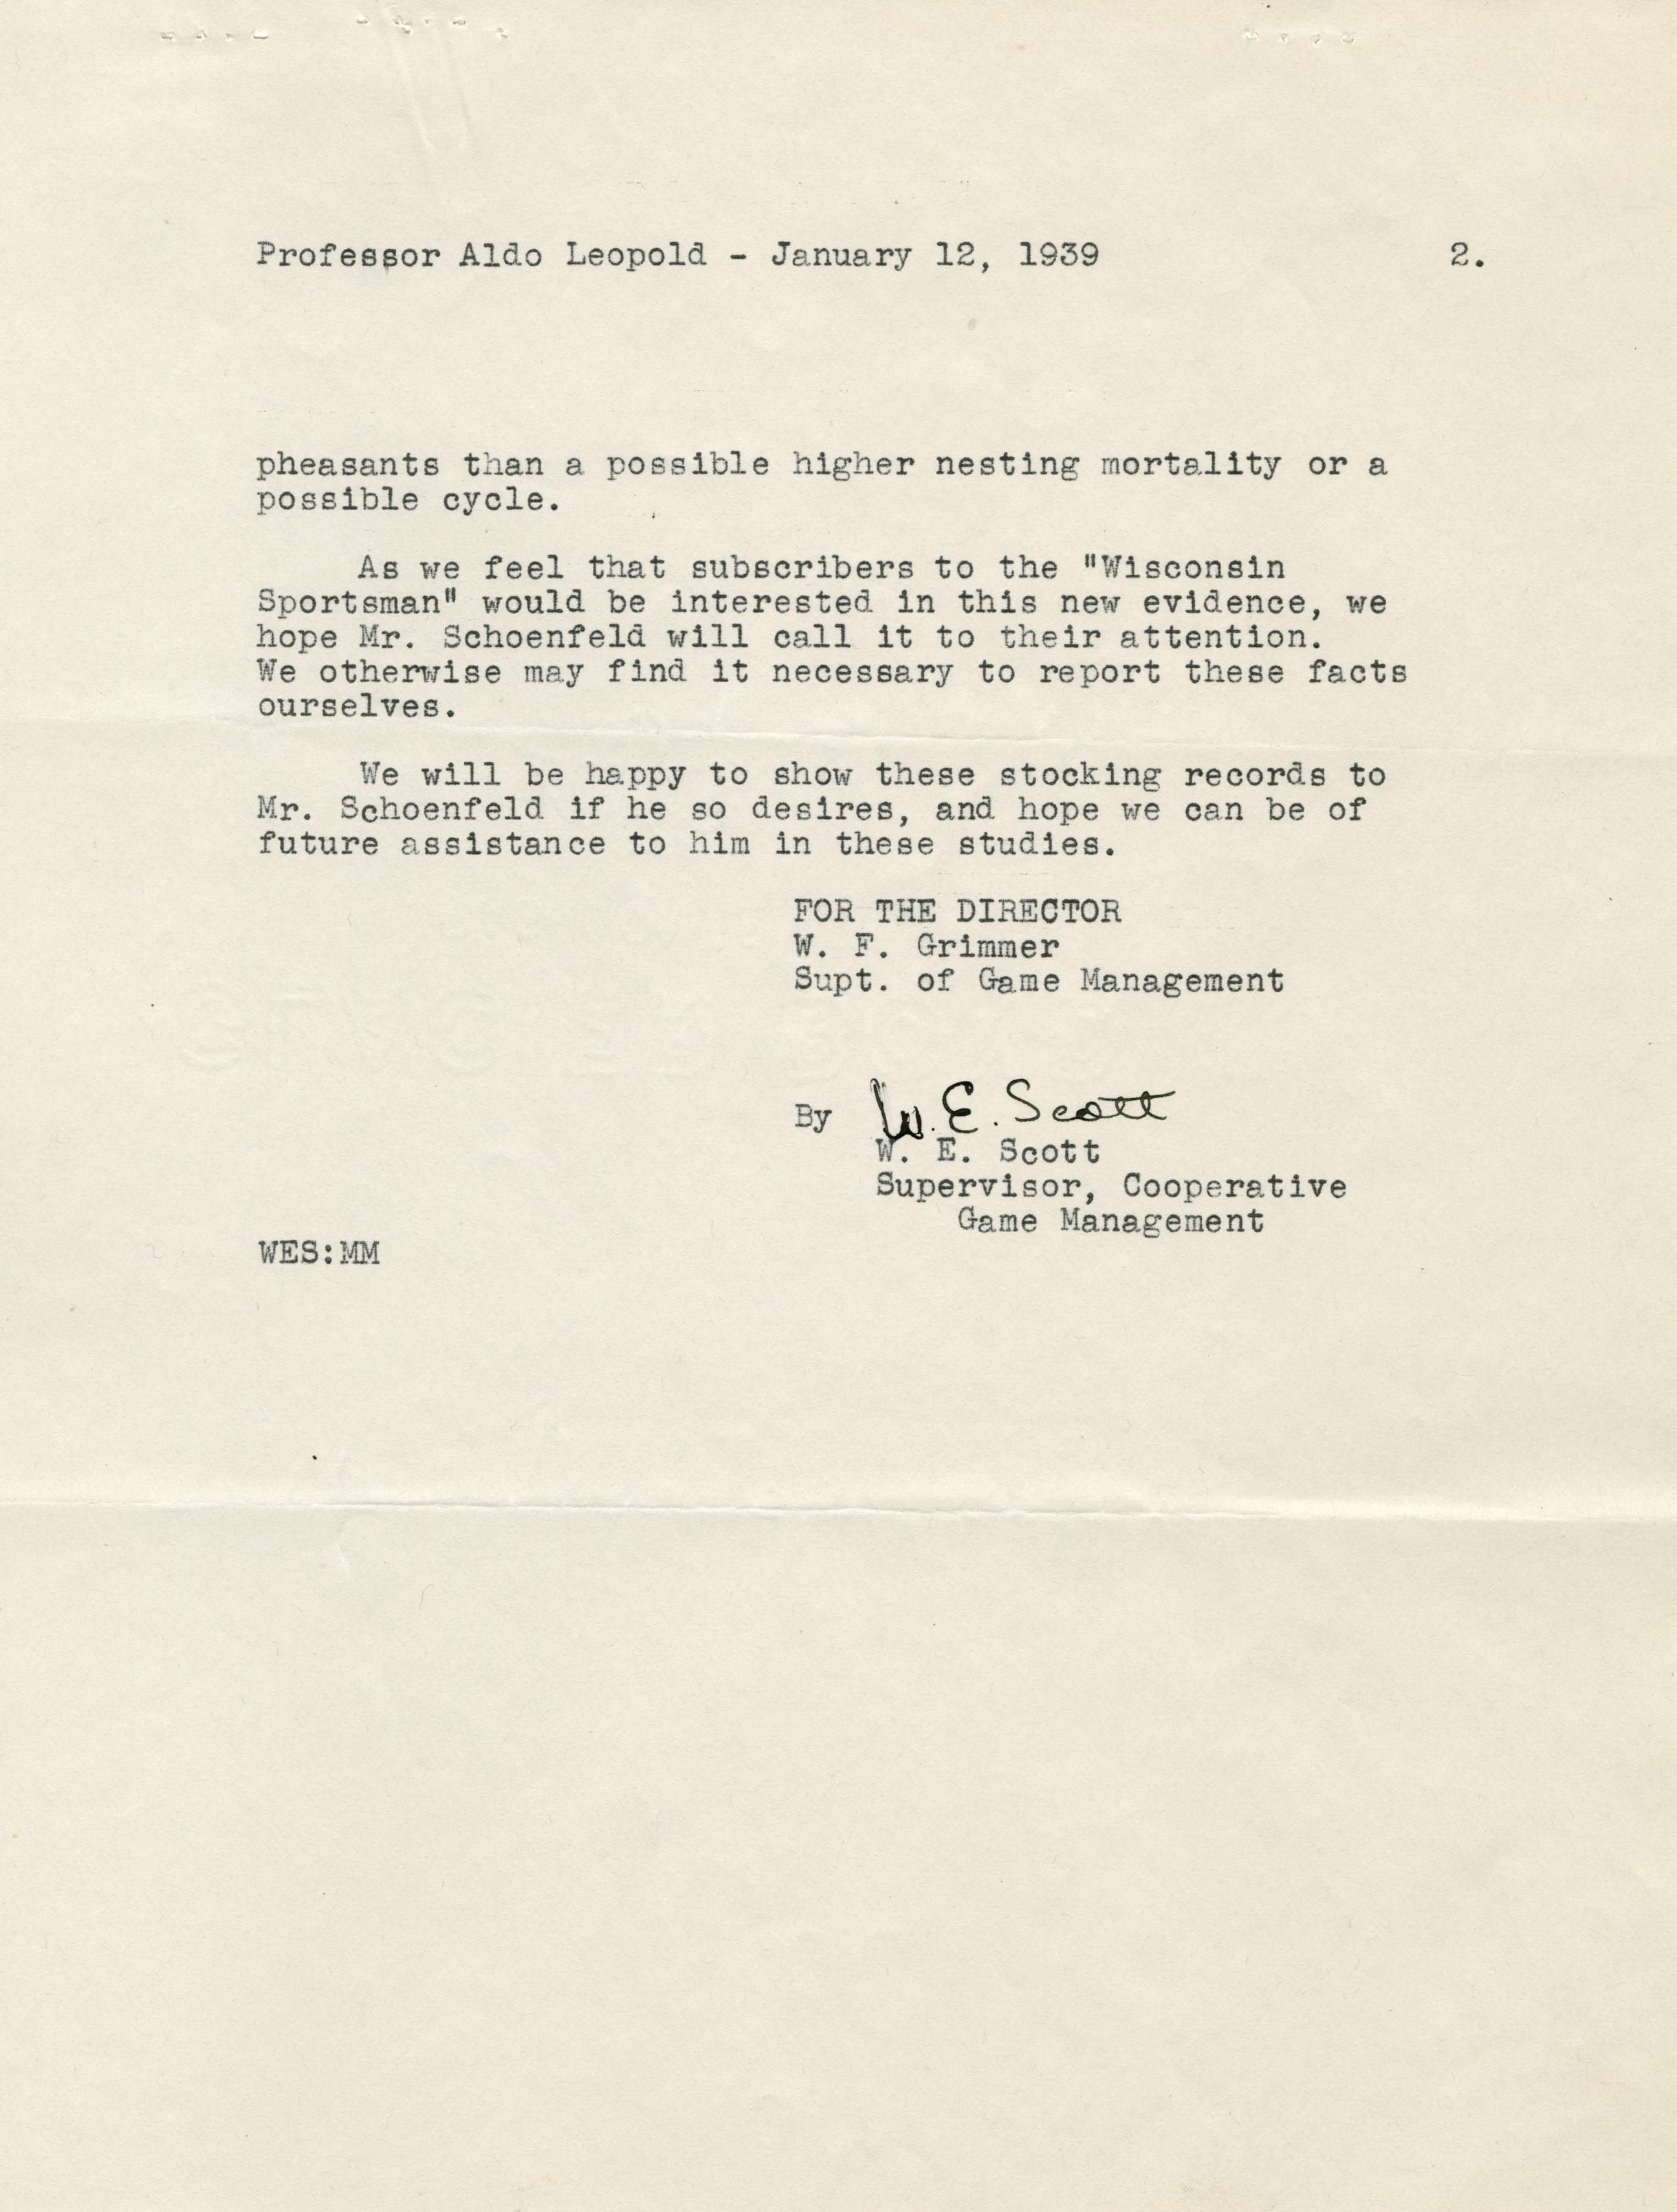 Professor Aldo Leopold - January 12, 1939 2.
pheasants than a possible higher nesting mortality or a
possible cycle.
As we feel that subscribers to the "Wisconsin
Sportsman" would be interested in this new evidence, we
hope Mr. Schoenfeld will call it to their attention.
We otherwise may find it necessary to report these facts
ourselves.
We will be happy to show these stocking records to
Mr. Schoenfeld if he so desires, and hope we can be of
future assistance to him in these studies.
FOR THE DIRECTOR
W. F. Grimmer
Supt. of Game Management
By W. E. Scott
W. E. Scott
Supervisor, Cooperative
Game Management
WES:MM